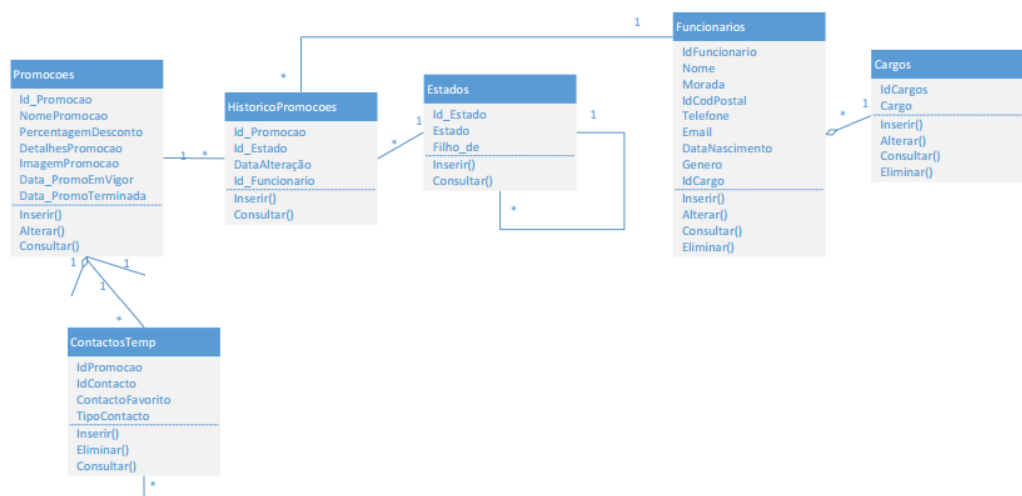 Promocoes
Id_Promocao
NomePromocao
PercentagemDesconto
DetalhesPromocao
ImagemPromocao
Data_PromoEmVigor
Data_PromoTerminada
Inserir()
Alterar()
Consultar()
1
*
1
1
1
*
ContactosTemp
IdPromocao
IdContacto
ContactoFavorito
TipoContacto
Inserir()
Eliminar()
Consultar()
*
*
HistoricoPromocoes
Id_Promocao
Id_Estado
DataAlteração
Id_Funcionario
Inserir()
Consultar()
*
1
Estados
Id_Estado
Estado
Filho_de
Inserir()
Consultar()
1
*
1
Funcionarios
IdFuncionario
Nome
Morada
IdCodPostal
Telefone
Email
DataNascimento
Genero
IdCargo
Inserir()
Alterar()
Consultar()
Eliminar()
*
1
Cargos
IdCargos
Cargo
Inserir()
Alterar()
Consultar()
Eliminar()